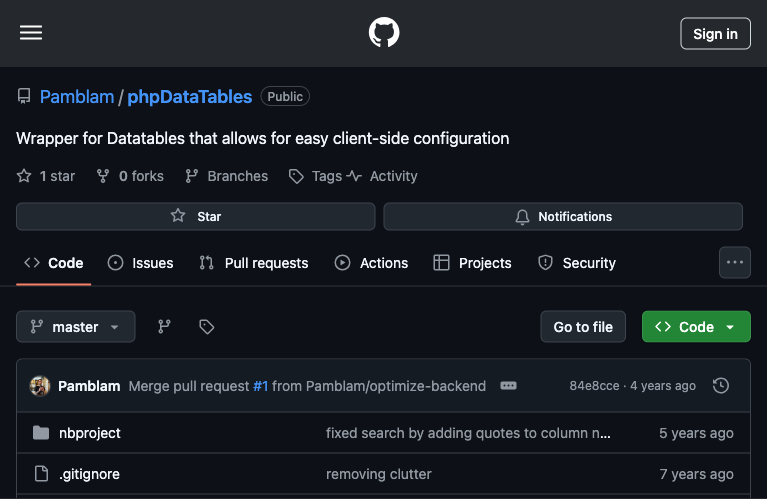 Sign in
Pamblam / phpDataTables Public
Wrapper for Datatables that allows for easy client-side configuration
1 star 0 forks Branches Tags Activity
Star Notifications
Code Issues Pull requests Actions Projects Security
master Go to file Code
Pamblam Merge pull request #1 from Pamblam/optimize-backend 84e8cce · 4 years ago
nbproject fixed search by adding quotes to column n... 5 years ago
.gitignore removing clutter 7 years ago